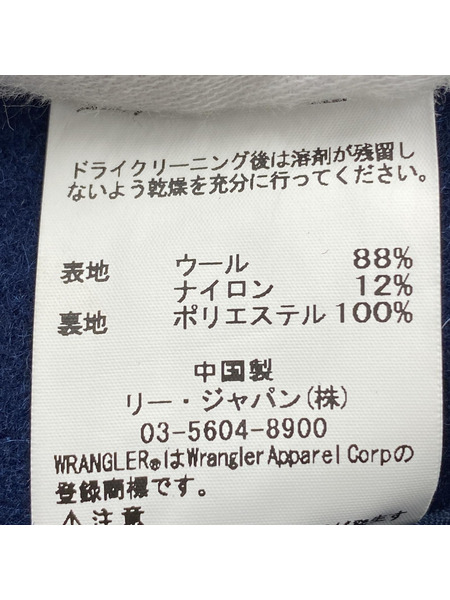 ドライクリーニング後は溶剤が残留し
ないよう乾燥を充分に行ってください。
表地 ウール 88%
ナイロン 12%
裏地 ポリエステル 100%
中国製
リー・ジャパン(株)
03-5604-8900
WRANGLER®はWrangler Apparel Corpの
登録商標です。
⚠注意